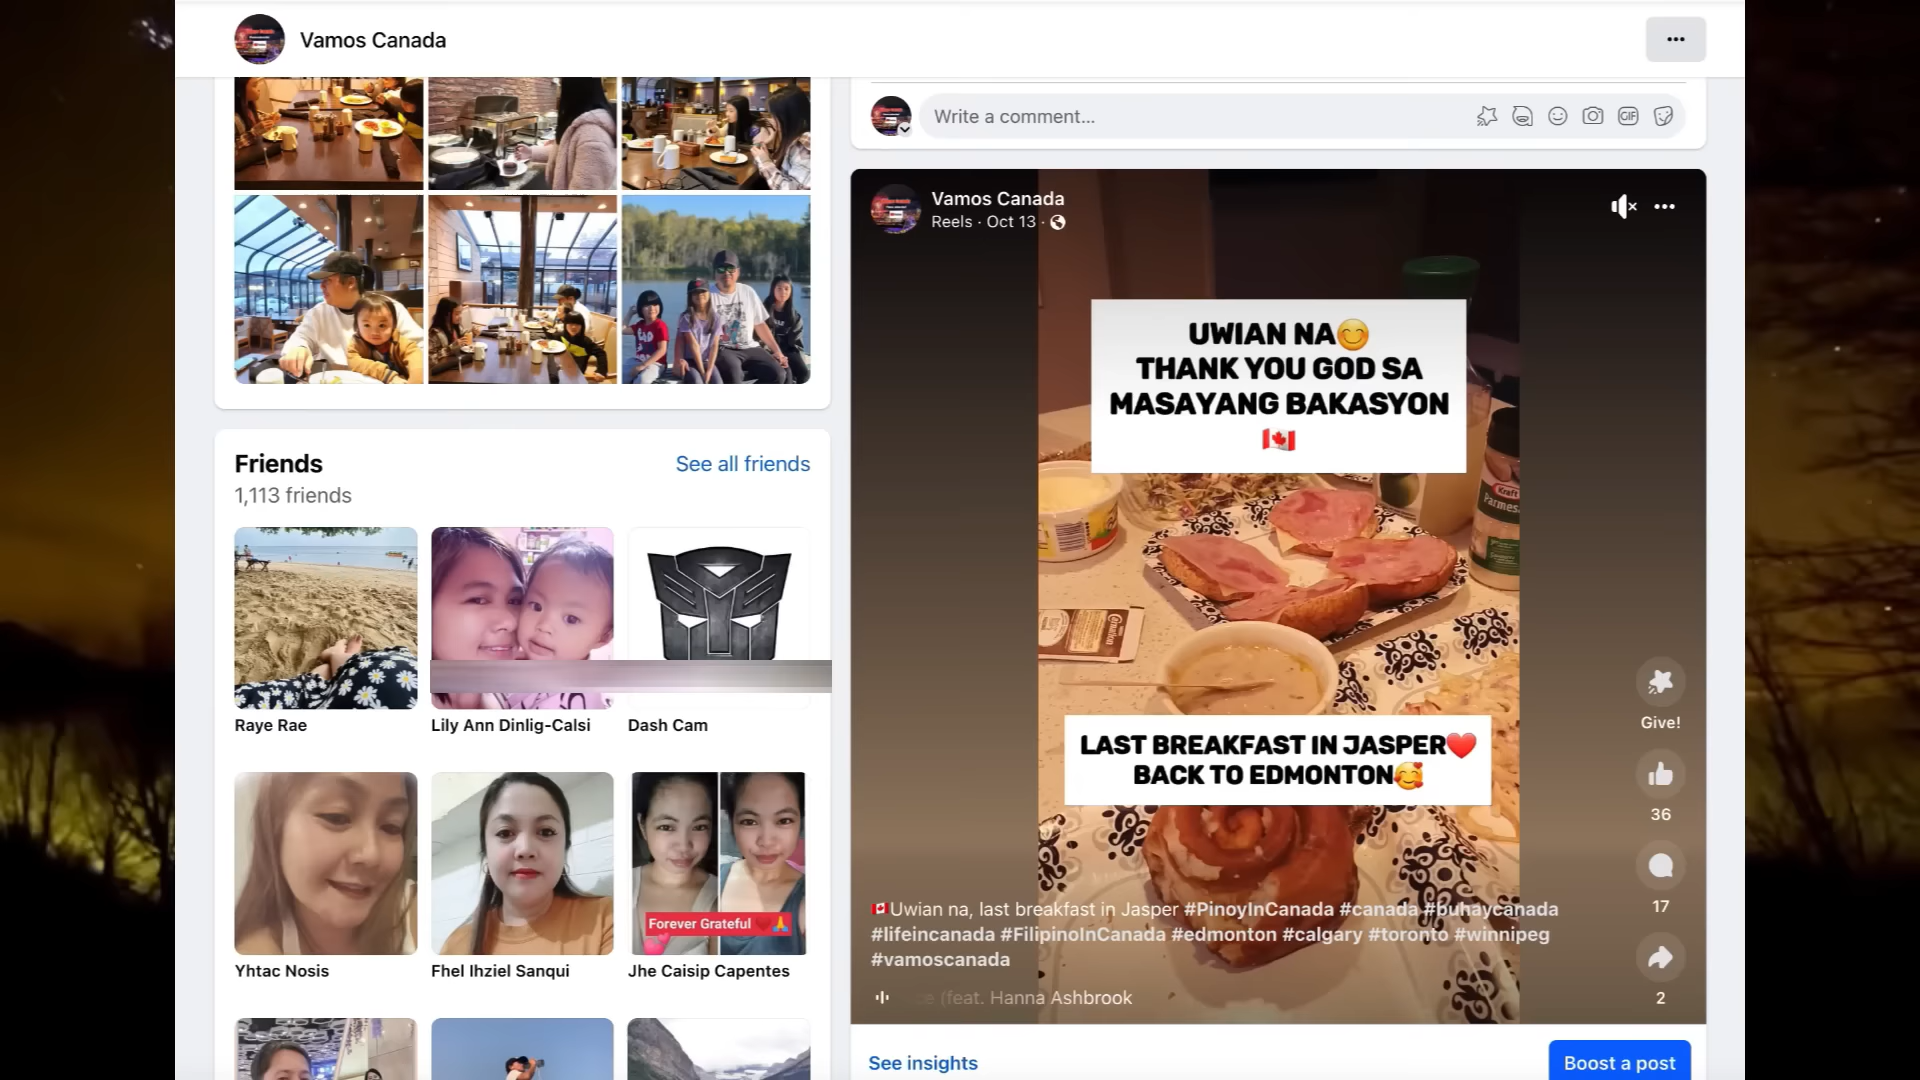 Vamos Canada
Write a comment...
GIF
Friends
See all friends
1,113 friends
Raye Rae
Lily Ann Dinlig-Calsi
Dash Cam
Forever Grateful
Yhtac Nosis
Fhel Ihziel Sanqui
Jhe Caisip Capentes
Vamos Canada
Reels · Oct 13 ·
UWIAN NA😊
THANK YOU GOD SA
MASAYANG BAKASYON
🇨🇦
Kraft
LAST BREAKFAST IN JASPER❤️
BACK TO EDMONTON🥰
Give!
36
17
2
🇨🇦Uwian na, last breakfast in Jasper #PinoyInCanada #canada #buhaycanada
#lifeincanada #FilipinoInCanada #edmonton #calgary #toronto #winnipeg
#vamoscanada
(feat. Hanna Ashbrook
See insights
Boost a post